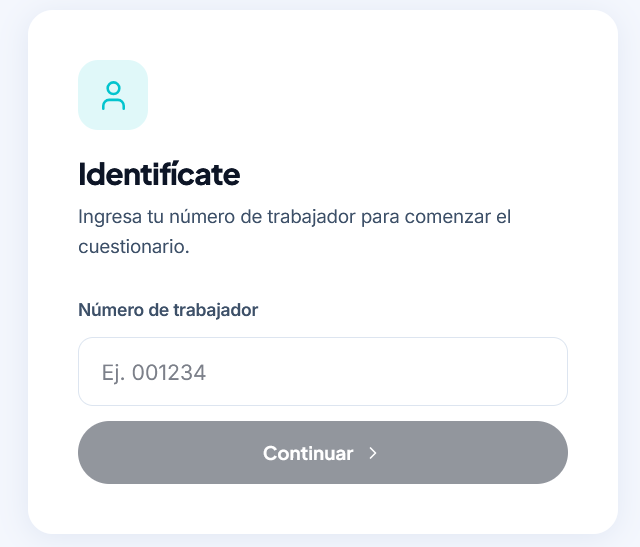 Identifícate
Ingresa tu número de trabajador para comenzar el
cuestionario.
Número de trabajador
Ej. 001234
Continuar